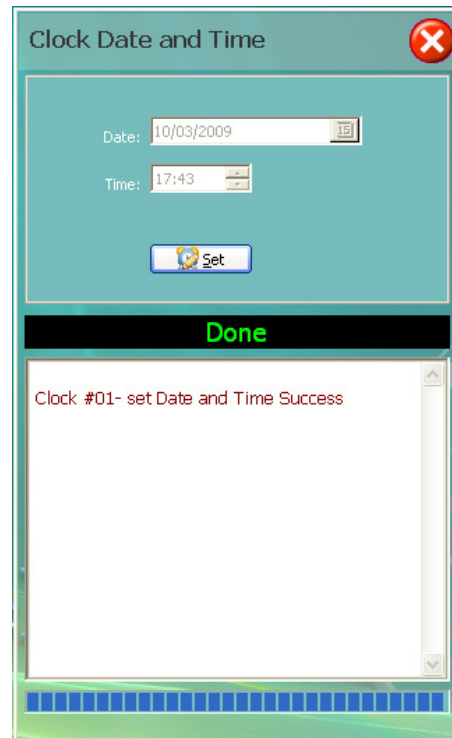 Clock Date and Time
Date: 10/03/2009 15
Time: 17:43
Set
Done
Clock #01- set Date and Time Success